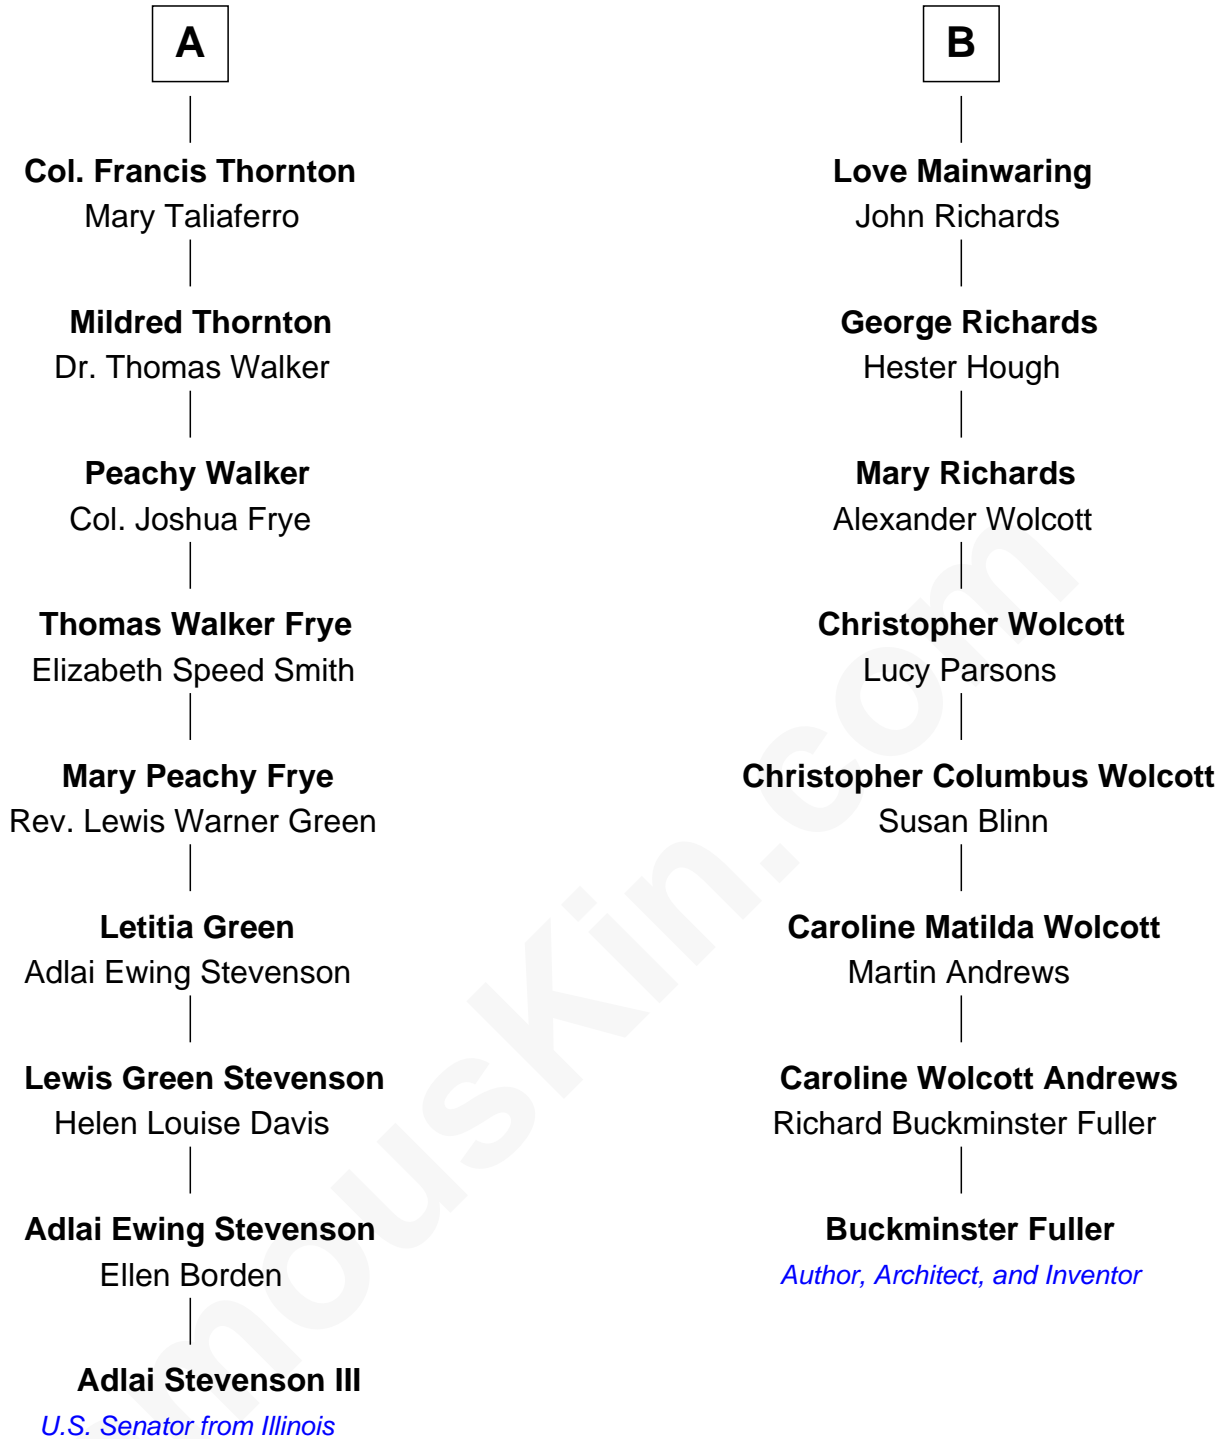 A
Col. Francis Thornton
Mary Taliaferro
Mildred Thornton
Dr. Thomas Walker
Peachy Walker
Col. Joshua Frye
Thomas Walker Frye
Elizabeth Speed Smith
Mary Peachy Frye
Rev. Lewis Warner Green
Letitia Green
Adlai Ewing Stevenson
Lewis Green Stevenson
Helen Louise Davis
Adlai Ewing Stevenson
Ellen Borden
Adlai Stevenson III
U.S. Senator from Illinois
B
Love Mainwaring
John Richards
George Richards
Hester Hough
Mary Richards
Alexander Wolcott
Christopher Wolcott
Lucy Parsons
Christopher Columbus Wolcott
Susan Blinn
Caroline Matilda Wolcott
Martin Andrews
Caroline Wolcott Andrews
Richard Buckminster Fuller
Buckminster Fuller
Author, Architect, and Inventor
mousKin.com